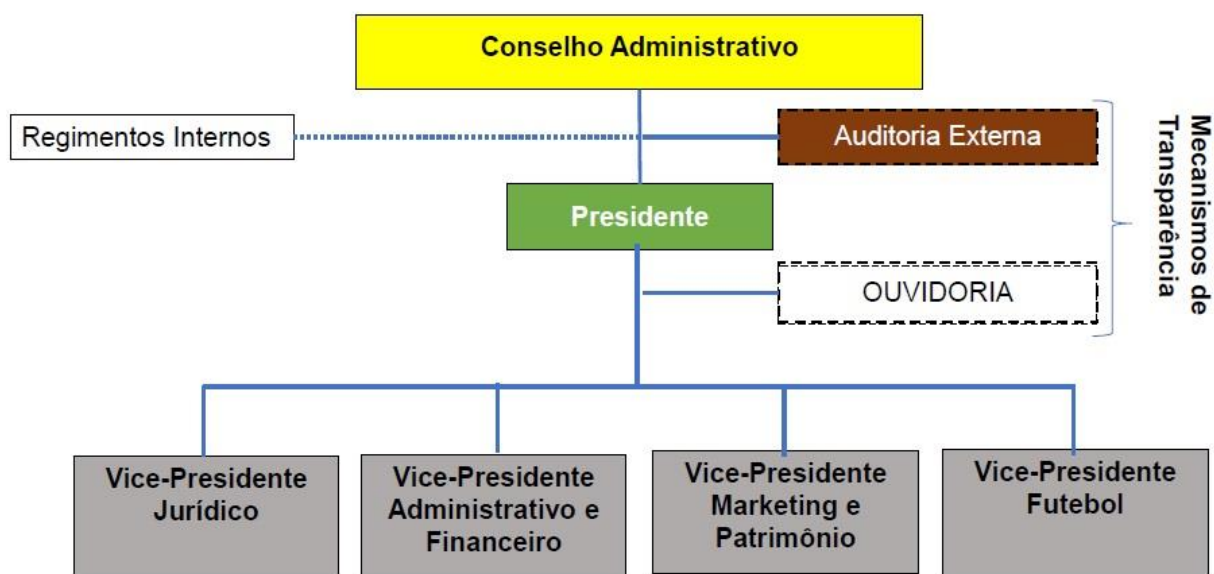 Conselho Administrativo
Regimentos Internos
Auditoria Externa
Mecanismos de
Transparência
Presidente
OUVIDORIA
Vice-Presidente
Jurídico
Vice-Presidente
Administrativo e
Financeiro
Vice-Presidente
Marketing e
Patrimônio
Vice-Presidente
Futebol